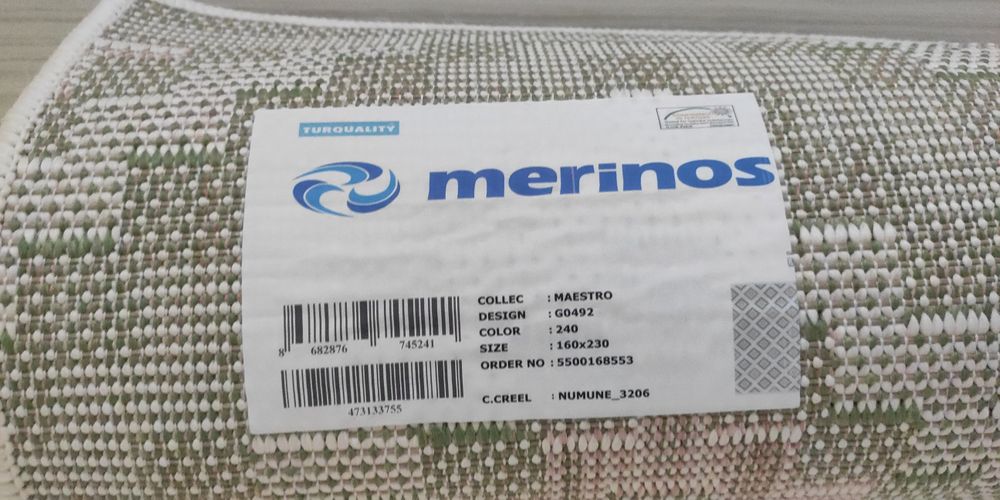 TURQUALITY
merinos
COLLEC : MAESTRO
DESIGN : G0492
COLOR : 240
SIZE : 160x230
ORDER NO : 5500168553
C.CREEL : NUMUNE_3206
8 682876 745241
473133755